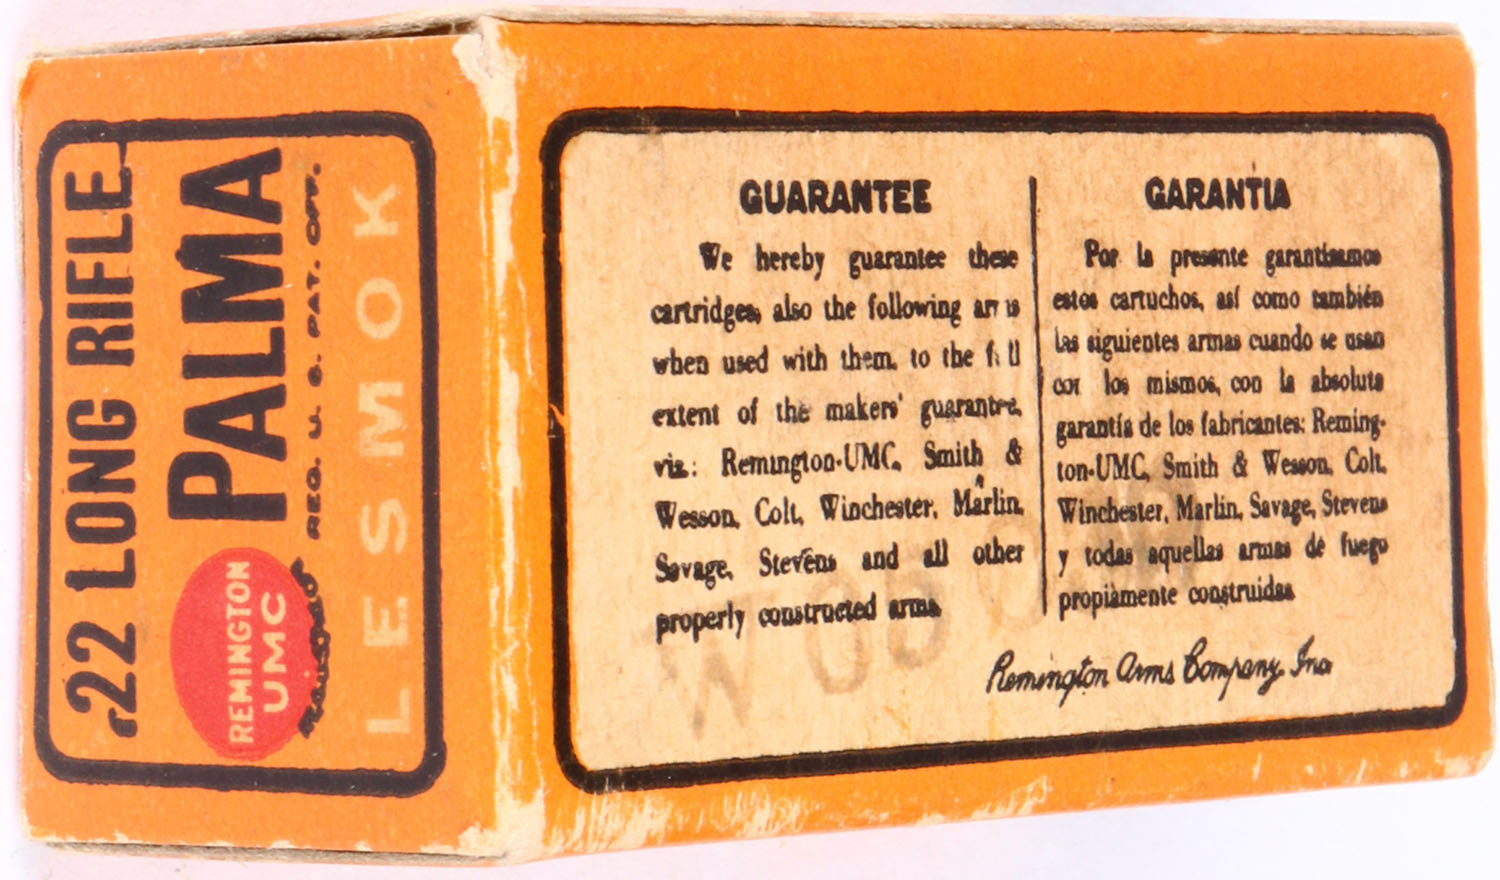 .22 LONG RIFLE
PALMA
REG. U. S. PAT. OFF.
REMINGTON
UMC
LESMOK
GUARANTEE
We hereby guarantee these
cartridges, also the following arms
when used with them, to the full
extent of the makers' guarantee,
viz.: Remington-UMC, Smith &
Wesson, Colt, Winchester, Marlin,
Savage, Stevens and all other
properly constructed arms.
GARANTIA
Por la presente garantisamos
estos cartuchos, así como también
las siguientes armas cuando se usan
con los mismos, con la absoluta
garantía de los fabricantes: Reming-
ton-UMC, Smith & Wesson, Colt,
Winchester, Marlin, Savage, Stevens
y todas aquellas armas de fuego
propiamente construidas
Remington Arms Company, Inc.